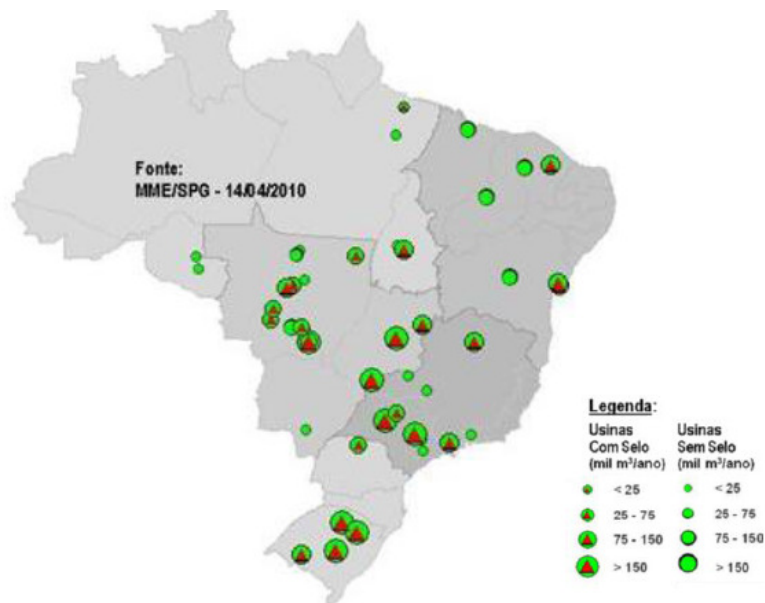 Fonte:
MME/SPG - 14/04/2010
Legenda:
Usinas
Com Selo
(mil m³/ano)
< 25
25 - 75
75 - 150
> 150
Usinas
Sem Selo
(mil m³/ano)
< 25
25 - 75
75 - 150
> 150